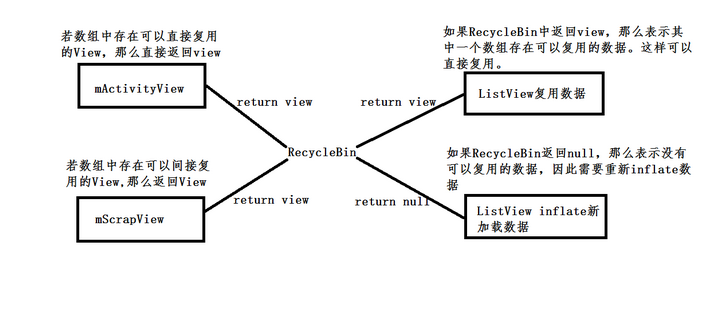 若数组中存在可以直接复用
的View，那么直接返回view
mActivityView
return view
如果RecycleBin中返回view，那么表示其
中一个数组存在可以复用的数据。这样可以
直接复用。
return view
ListView复用数据
RecycleBin
若数组中存在可以间接复
用的View,那么返回View
mScrapView
return view
如果RecycleBin返回null，那么表示没有
可以复用的数据，因此需要重新inflate数
据
return null
ListView inflate新
加载数据